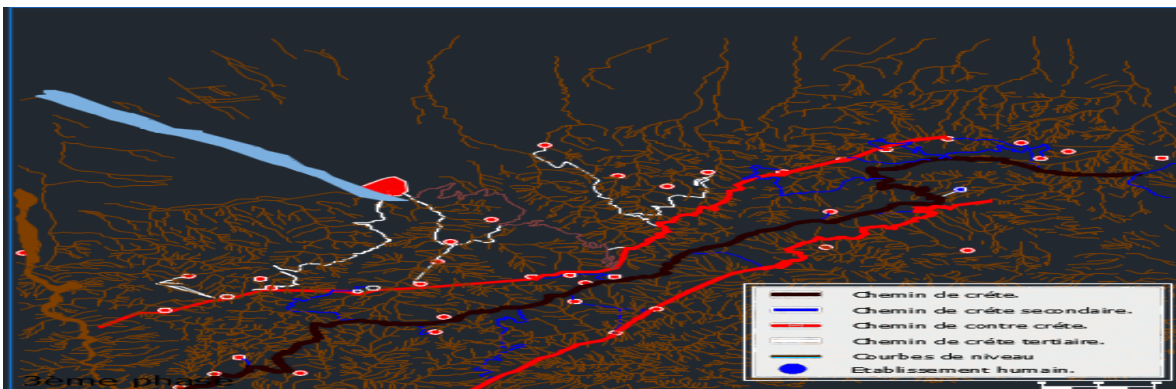 Chemin de créte.
Chemin de créte secondaire.
Chemin de contre créte.
Chemin de créte tertiaire.
Courbes de niveau
Etablissement humain.
3ème phase